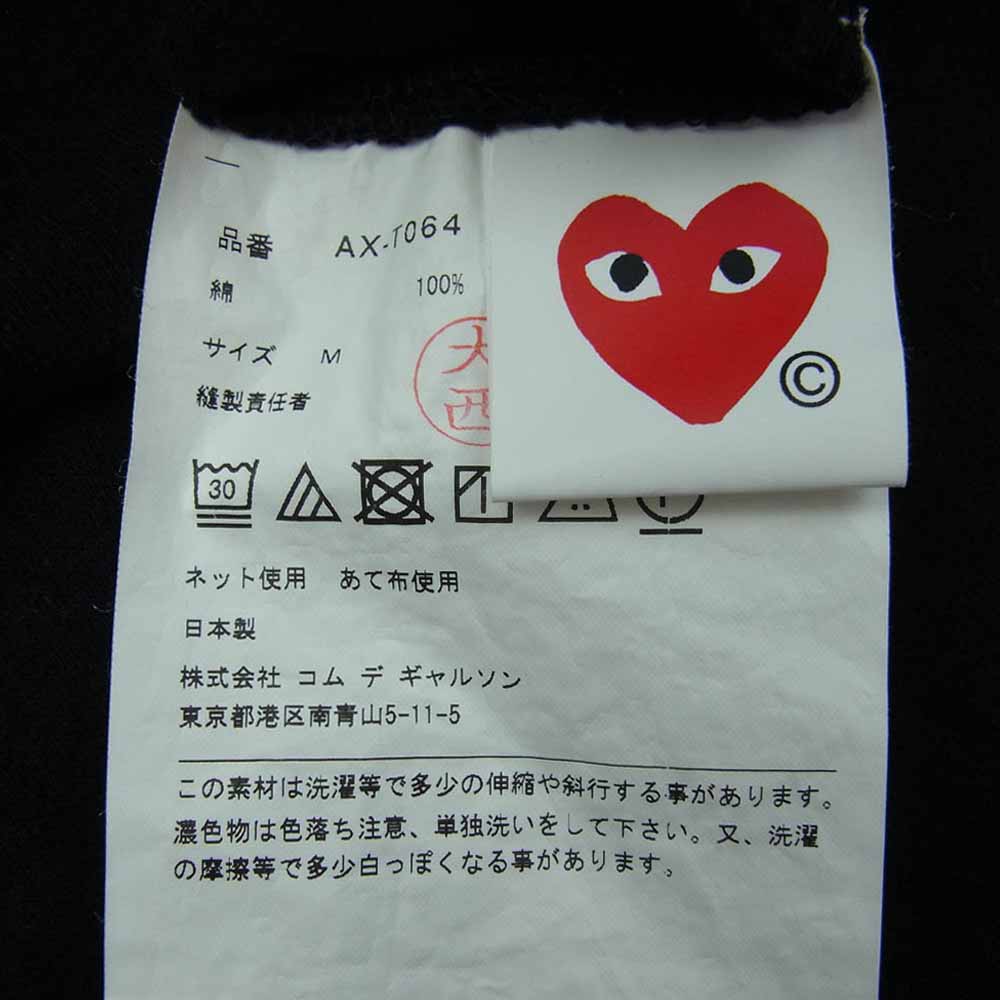 品番 AX-T064
綿 100%
サイズ M
縫製責任者
大
西
©
30
ネット使用 あて布使用
日本製
株式会社 コム デ ギャルソン
東京都港区南青山5-11-5
この素材は洗濯等で多少の伸縮や斜行する事があります。
濃色物は色落ち注意、単独洗いをして下さい。又、洗濯
の摩擦等で多少白っぽくなる事があります。